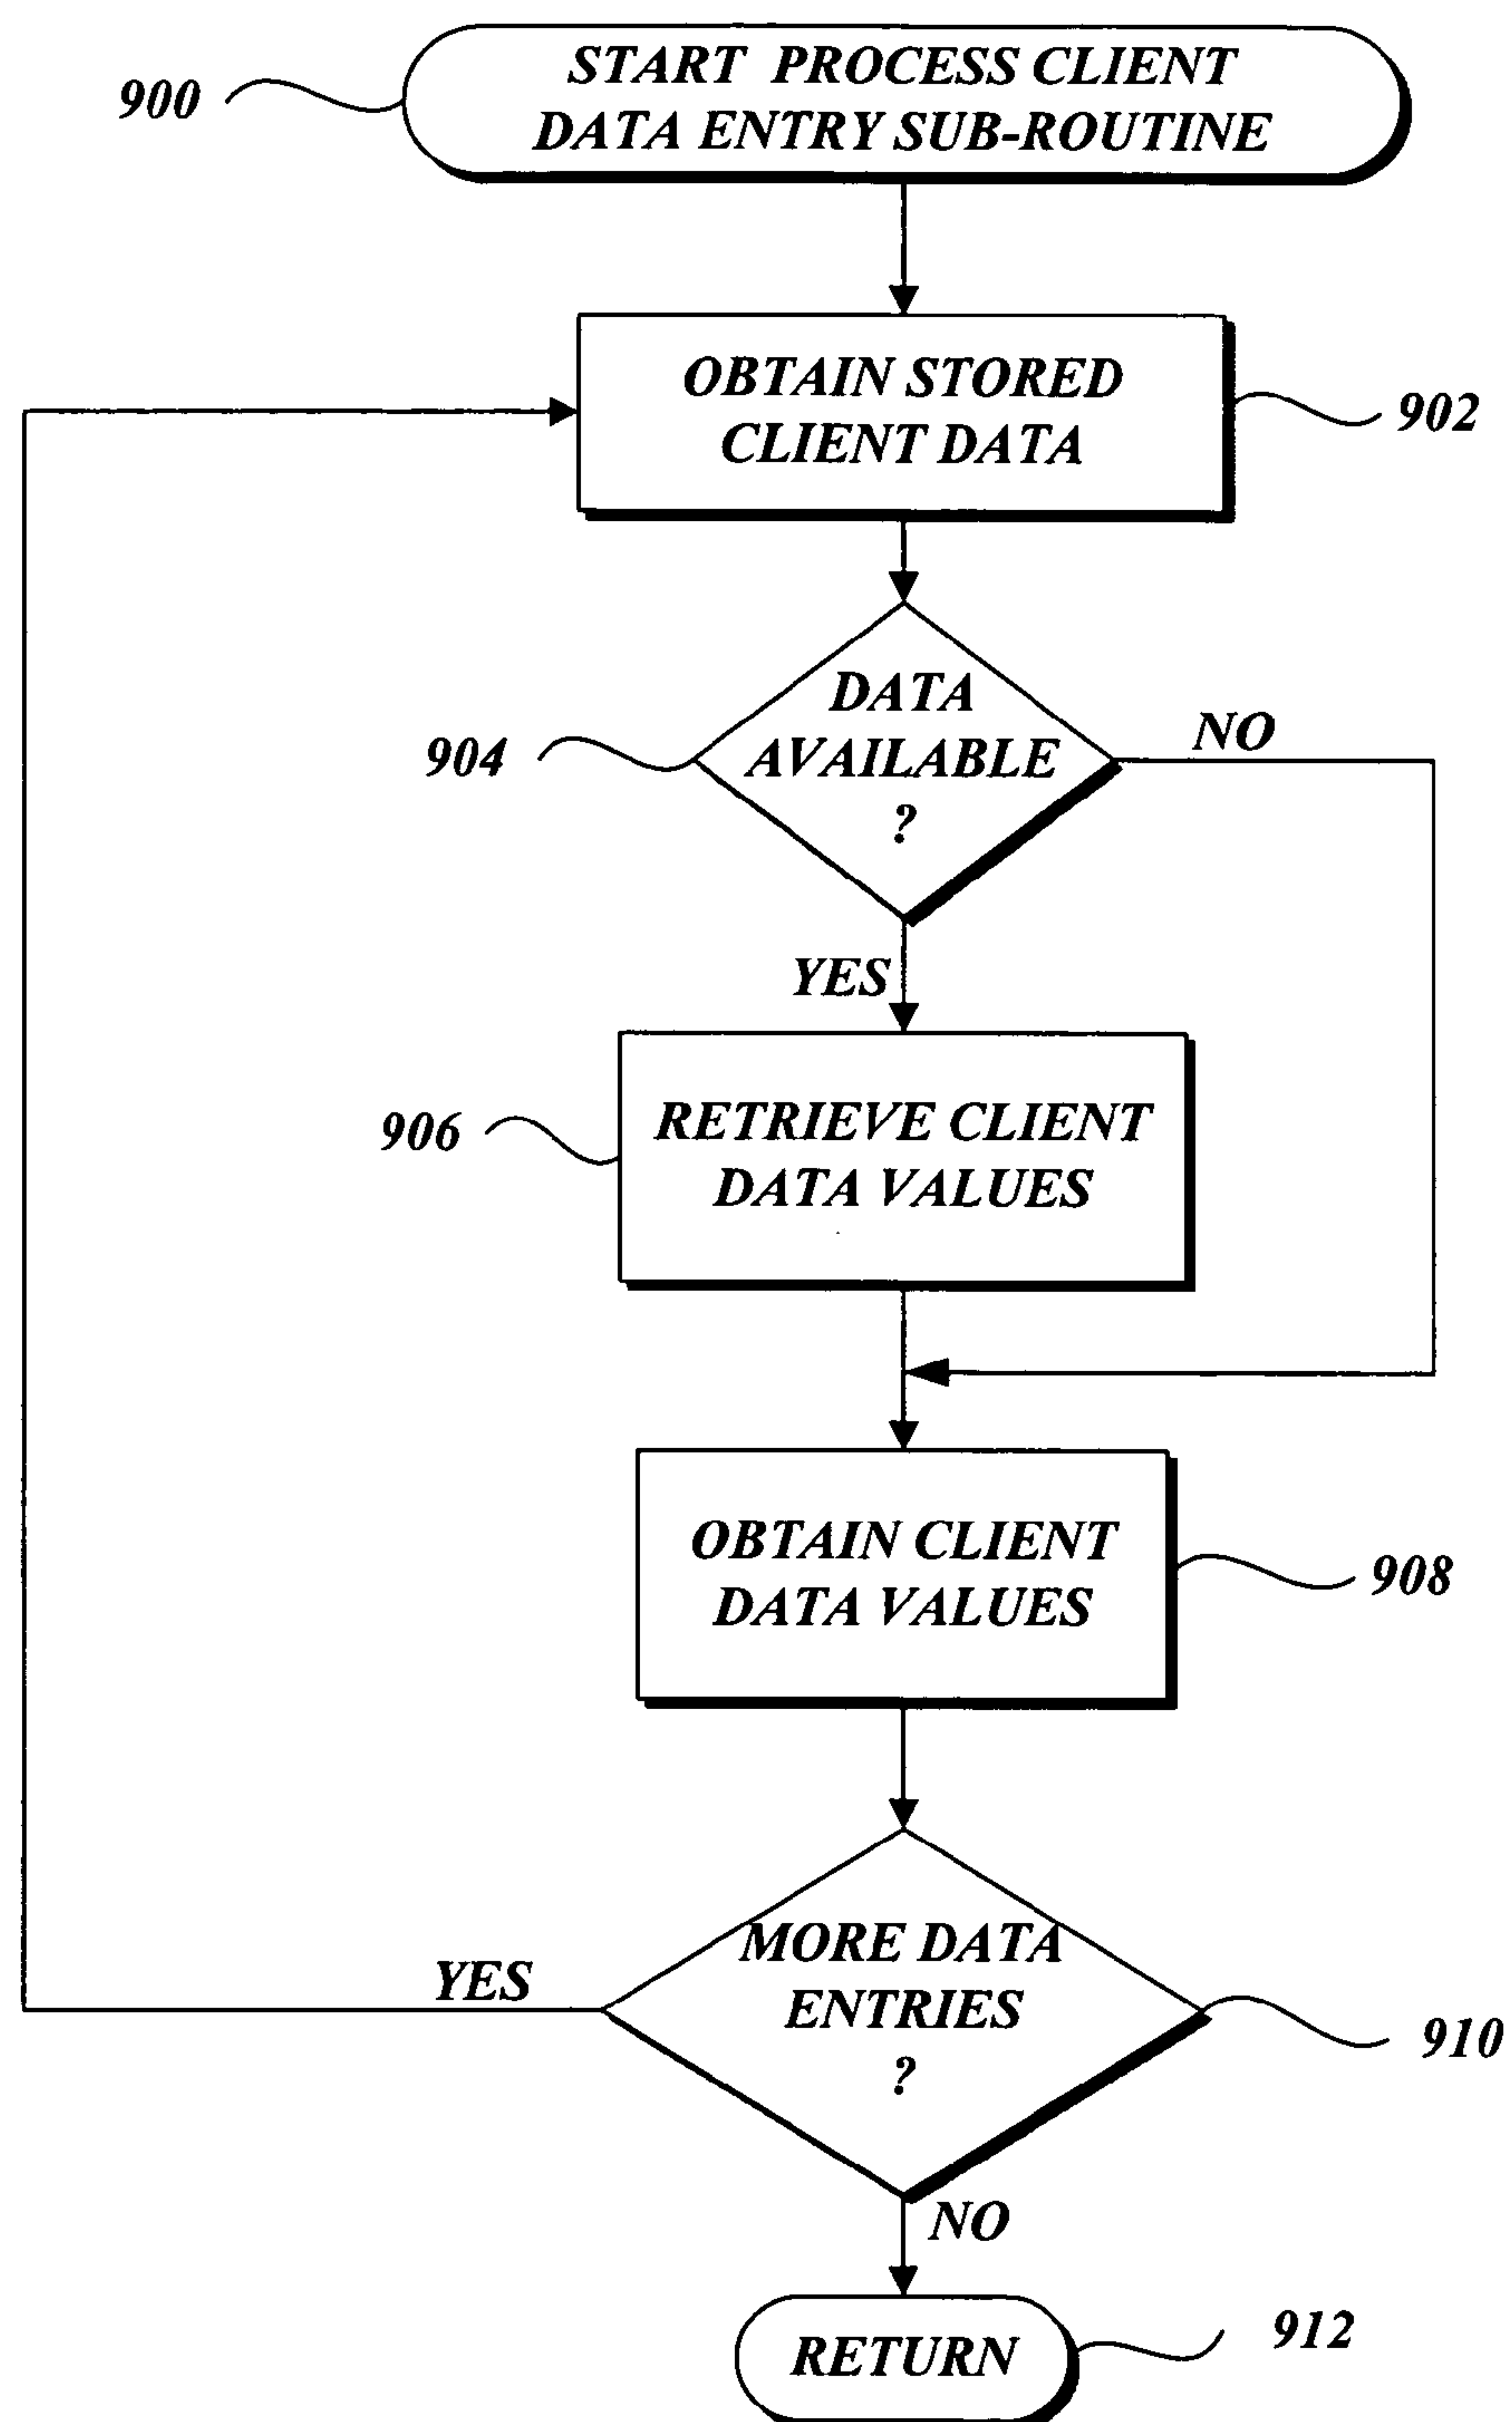 START PROCESS CLIENT
DATA ENTRY SUB-ROUTINE
900
OBTAIN STORED
CLIENT DATA
902
DATA
AVAILABLE
?
904
NO
YES
RETRIEVE CLIENT
DATA VALUES
906
OBTAIN CLIENT
DATA VALUES
908
MORE DATA
ENTRIES
?
YES
910
NO
RETURN
912